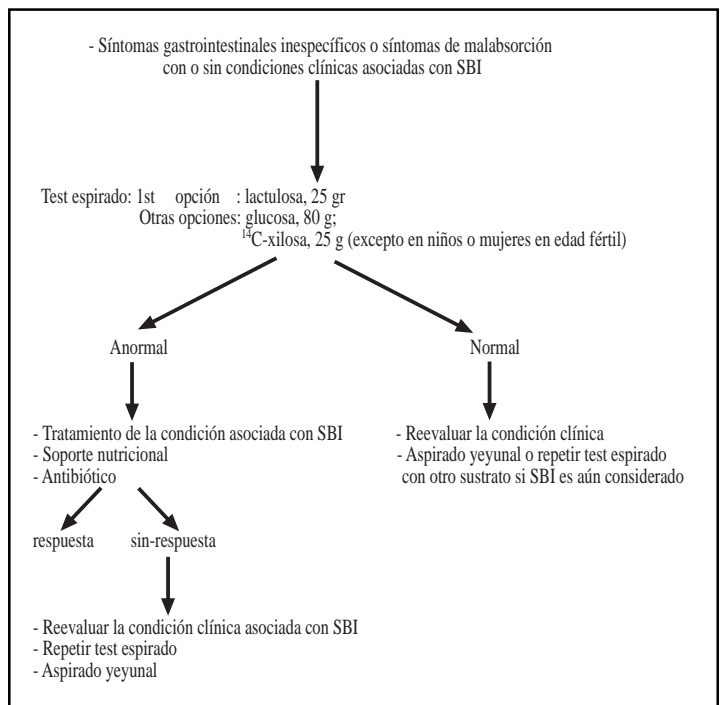 - Síntomas gastrointestinales inespecíficos o síntomas de malabsorción
con o sin condiciones clínicas asociadas con SBI
Test espirado: 1st opción : lactulosa, 25 gr
Otras opciones: glucosa, 80 g;
¹⁴C-xilosa, 25 g (excepto en niños o mujeres en edad fértil)
Anormal
Normal
- Tratamiento de la condición asociada con SBI
- Soporte nutricional
- Antibiótico
- Reevaluar la condición clínica
- Aspirado yeyunal o repetir test espirado
con otro sustrato si SBI es aún considerado
respuesta sin-respuesta
- Reevaluar la condición clínica asociada con SBI
- Repetir test espirado
- Aspirado yeyunal